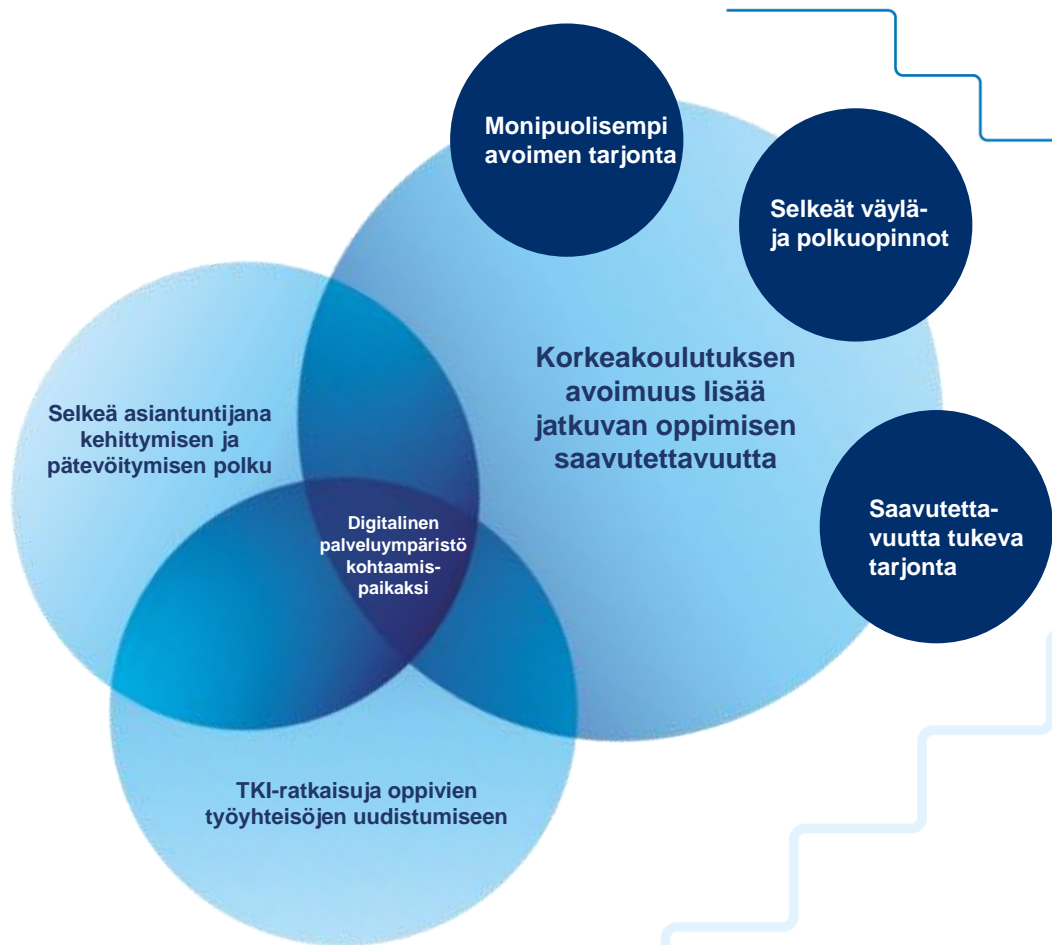 Monipuolisempi
avoimen tarjonta
Selkeät väylä-
ja polkuopinnot
Korkeakoulutuksen
avoimuus lisää
jatkuvan oppimisen
saavutettavuutta
Selkeä asiantuntijana
kehittymisen ja
pätevöitymisen polku
Saavutetta-
vuutta tukeva
tarjonta
Digitalinen
palveluympäristö
kohtaamis-
paikaksi
TKI-ratkaisuja oppivien
työyhteisöjen uudistumiseen